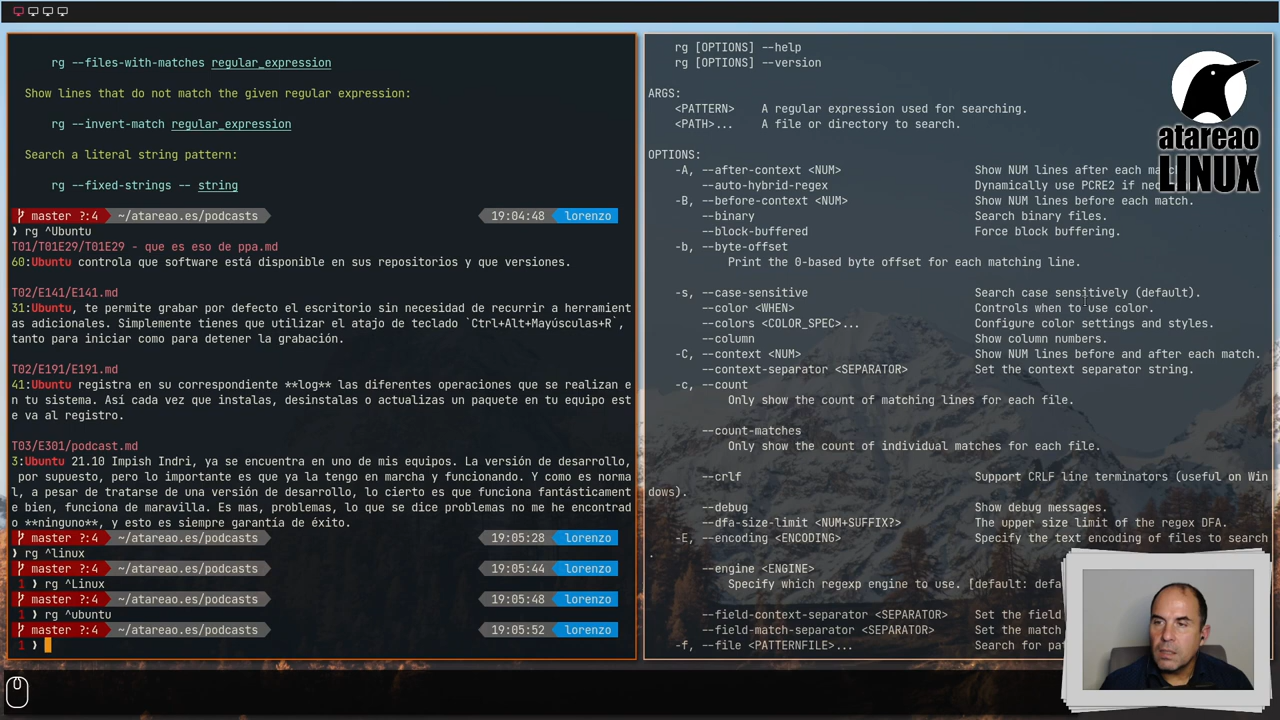 rg --files-with-matches regular_expression
Show lines that do not match the given regular expression:
rg --invert-match regular_expression
Search a literal string pattern:
rg --fixed-strings -- string
master ?:4 ~/atareao.es/podcasts 19:04:48 lorenzo
❯ rg ^Ubuntu
T01/T01E29/T01E29 - que es eso de ppa.md
60:Ubuntu controla que software está disponible en sus repositorios y que versiones.
T02/E141/E141.md
31:Ubuntu, te permite grabar por defecto el escritorio sin necesidad de recurrir a herramient
as adicionales. Simplemente tienes que utilizar el atajo de teclado `Ctrl+Alt+Mayúsculas+R`,
tanto para iniciar como para detener la grabación.
T02/E191/E191.md
41:Ubuntu registra en su correspondiente **log** las diferentes operaciones que se realizan e
n tu sistema. Así cada vez que instalas, desinstalas o actualizas un paquete en tu equipo est
e va al registro.
T03/E301/podcast.md
3:Ubuntu 21.10 Impish Indri, ya se encuentra en uno de mis equipos. La versión de desarrollo,
por supuesto, pero lo importante es que ya la tengo en marcha y funcionando. Y como es norma
l, a pesar de tratarse de una versión de desarrollo, lo cierto es que funciona fantásticament
e bien, funciona de maravilla. Es mas, problemas, lo que se dice problemas no me he encontrad
o **ninguno**, y esto es siempre garantía de éxito.
master ?:4 ~/atareao.es/podcasts 19:05:28 lorenzo
❯ rg ^linux
master ?:4 ~/atareao.es/podcasts 19:05:44 lorenzo
1 ❯ rg ^Linux
master ?:4 ~/atareao.es/podcasts 19:05:48 lorenzo
1 ❯ rg ^ubuntu
master ?:4 ~/atareao.es/podcasts 19:05:52 lorenzo
1 ❯
rg [OPTIONS] --help
rg [OPTIONS] --version
ARGS:
<PATTERN> A regular expression used for searching.
<PATH>... A file or directory to search.
OPTIONS:
-A, --after-context <NUM> Show NUM lines after each
--auto-hybrid-regex Dynamically use PCRE2 if
-B, --before-context <NUM> Show NUM lines before each match.
--binary Search binary files.
--block-buffered Force block buffering.
-b, --byte-offset
Print the 0-based byte offset for each matching line.
-s, --case-sensitive Search case sensitively (default).
--color <WHEN> Controls when to use color.
--colors <COLOR_SPEC>... Configure color settings and styles.
--column Show column numbers.
-C, --context <NUM> Show NUM lines before and after each match.
--context-separator <SEPARATOR> Set the context separator string.
-c, --count
Only show the count of matching lines for each file.
--count-matches
Only show the count of individual matches for each file.
--crlf Support CRLF line terminators (useful on Win
dows).
--debug Show debug messages.
--dfa-size-limit <NUM+SUFFIX?> The upper size limit of the regex DFA.
-E, --encoding <ENCODING> Specify the text encoding of files to search
.
--engine <ENGINE>
Specify which regexp engine to use. [default: defa
--field-context-separator <SEPARATOR> Set the field
--field-match-separator <SEPARATOR> Set the match
-f, --file <PATTERNFILE>... Search for pa
atareao
LINUX